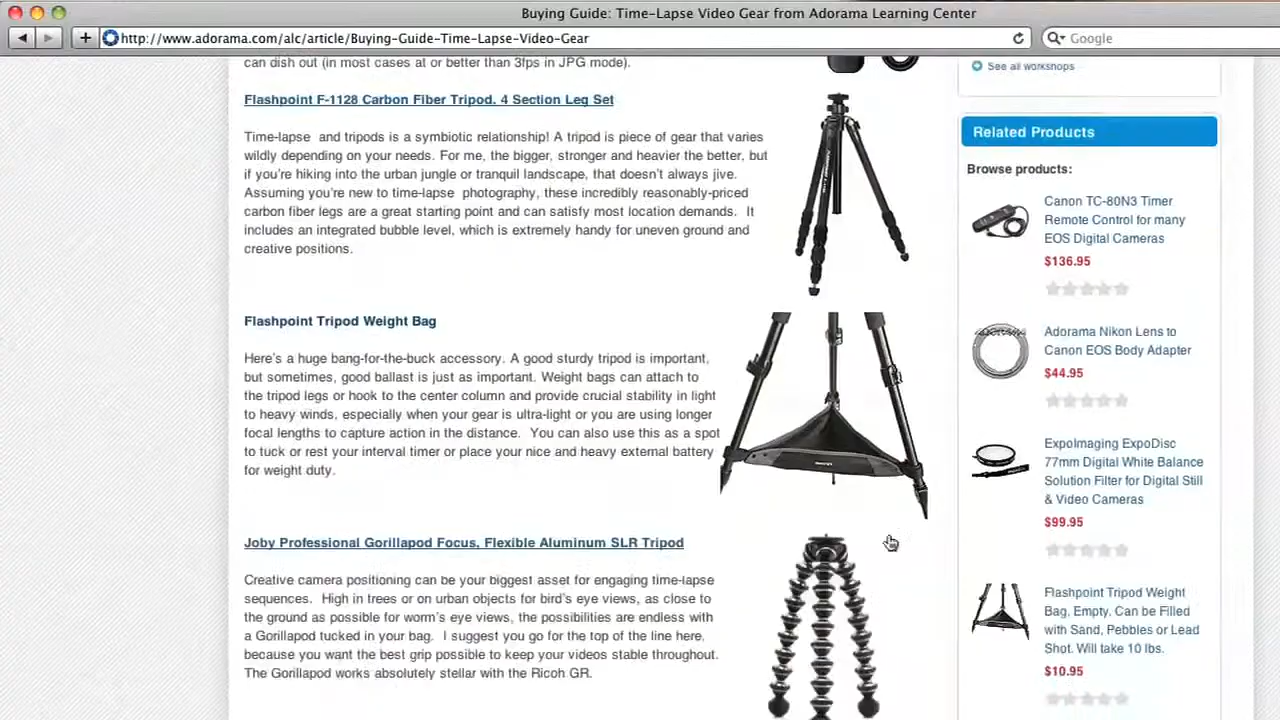 Buying Guide: Time-Lapse Video Gear from Adorama Learning Center
http://www.adorama.com/alc/article/Buying-Guide-Time-Lapse-Video-Gear
Google
can dish out (in most cases at or better than 3fps in JPG mode).
Flashpoint F-1128 Carbon Fiber Tripod. 4 Section Leg Set
Time-lapse and tripods is a symbiotic relationship! A tripod is piece of gear that varies
wildly depending on your needs. For me, the bigger, stronger and heavier the better, but
if you're hiking into the urban jungle or tranquil landscape, that doesn't always jive.
Assuming you're new to time-lapse photography, these incredibly reasonably-priced
carbon fiber legs are a great starting point and can satisfy most location demands. It
includes an integrated bubble level, which is extremely handy for uneven ground and
creative positions.
Flashpoint Tripod Weight Bag
Here's a huge bang-for-the-buck accessory. A good sturdy tripod is important,
but sometimes, good ballast is just as important. Weight bags can attach to
the tripod legs or hook to the center column and provide crucial stability in light
to heavy winds, especially when your gear is ultra-light or you are using longer
focal lengths to capture action in the distance. You can also use this as a spot
to tuck or rest your interval timer or place your nice and heavy external battery
for weight duty.
Joby Professional Gorillapod Focus, Flexible Aluminum SLR Tripod
Creative camera positioning can be your biggest asset for engaging time-lapse
sequences. High in trees or on urban objects for bird's eye views, as close to
the ground as possible for worm's eye views, the possibilities are endless with
a Gorillapod tucked in your bag. I suggest you go for the top of the line here,
because you want the best grip possible to keep your videos stable throughout.
The Gorillapod works absolutely stellar with the Ricoh GR.
See all workshops
Related Products
Browse products:
Canon TC-80N3 Timer
Remote Control for many
EOS Digital Cameras
$136.95
Adorama Nikon Lens to
Canon EOS Body Adapter
$44.95
ExpoImaging ExpoDisc
77mm Digital White Balance
Solution Filter for Digital Still
& Video Cameras
$99.95
Flashpoint Tripod Weight
Bag, Empty. Can be Filled
with Sand, Pebbles or Lead
Shot. Will take 10 lbs.
$10.95